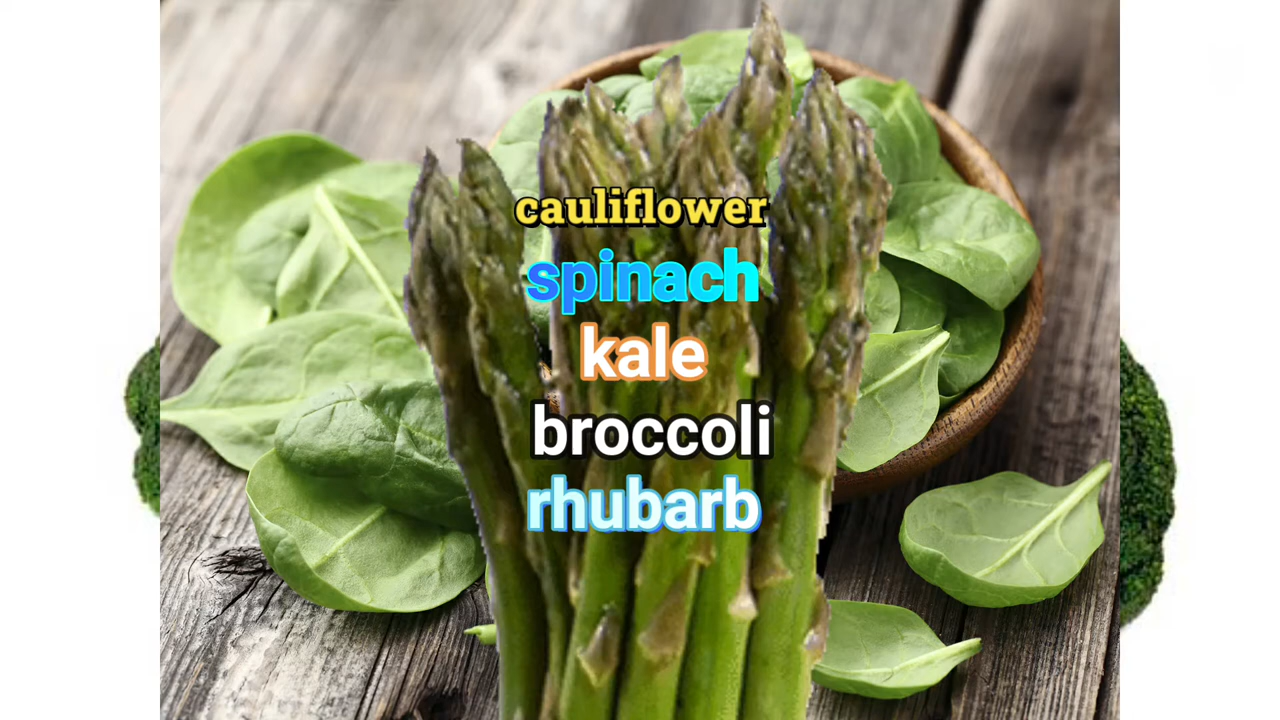 cauliflower
spinach
kale
broccoli
rhubarb